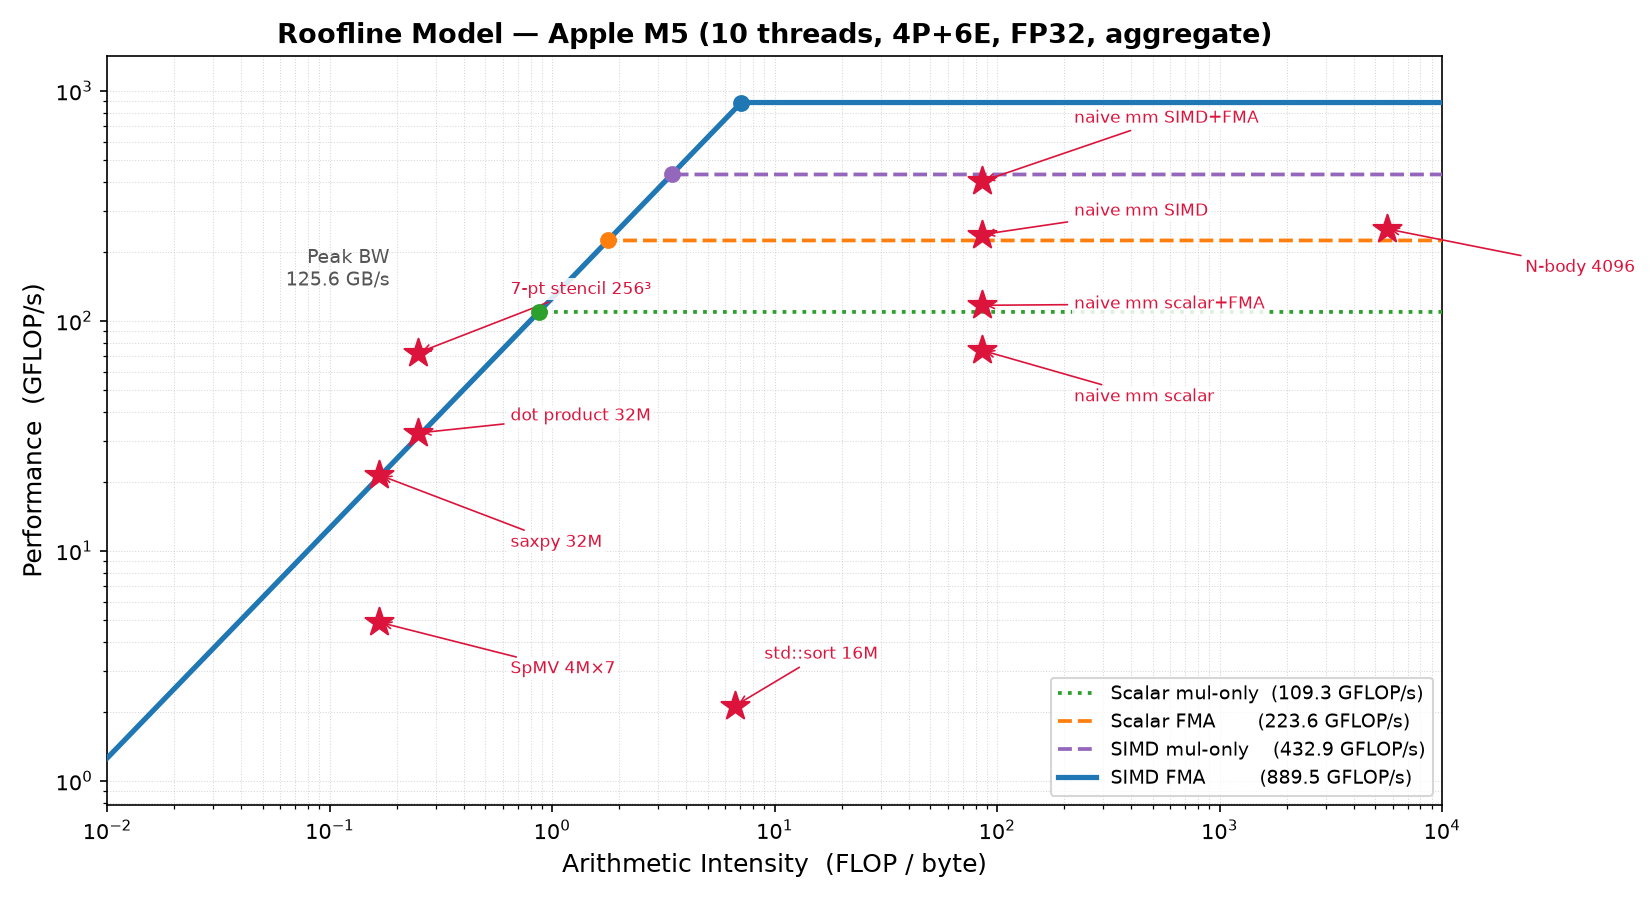 Roofline Model — Apple M5 (10 threads, 4P+6E, FP32, aggregate)
Performance (GFLOP/s)
10³
10²
10¹
10⁰
naive mm SIMD+FMA
naive mm SIMD
Peak BW
125.6 GB/s
N-body 4096
7-pt stencil 256³
naive mm scalar+FMA
naive mm scalar
dot product 32M
saxpy 32M
std::sort 16M
SpMV 4M×7
Scalar mul-only (109.3 GFLOP/s)
Scalar FMA (223.6 GFLOP/s)
SIMD mul-only (432.9 GFLOP/s)
SIMD FMA (889.5 GFLOP/s)
10⁻² 10⁻¹ 10⁰ 10¹ 10² 10³ 10⁴
Arithmetic Intensity (FLOP / byte)